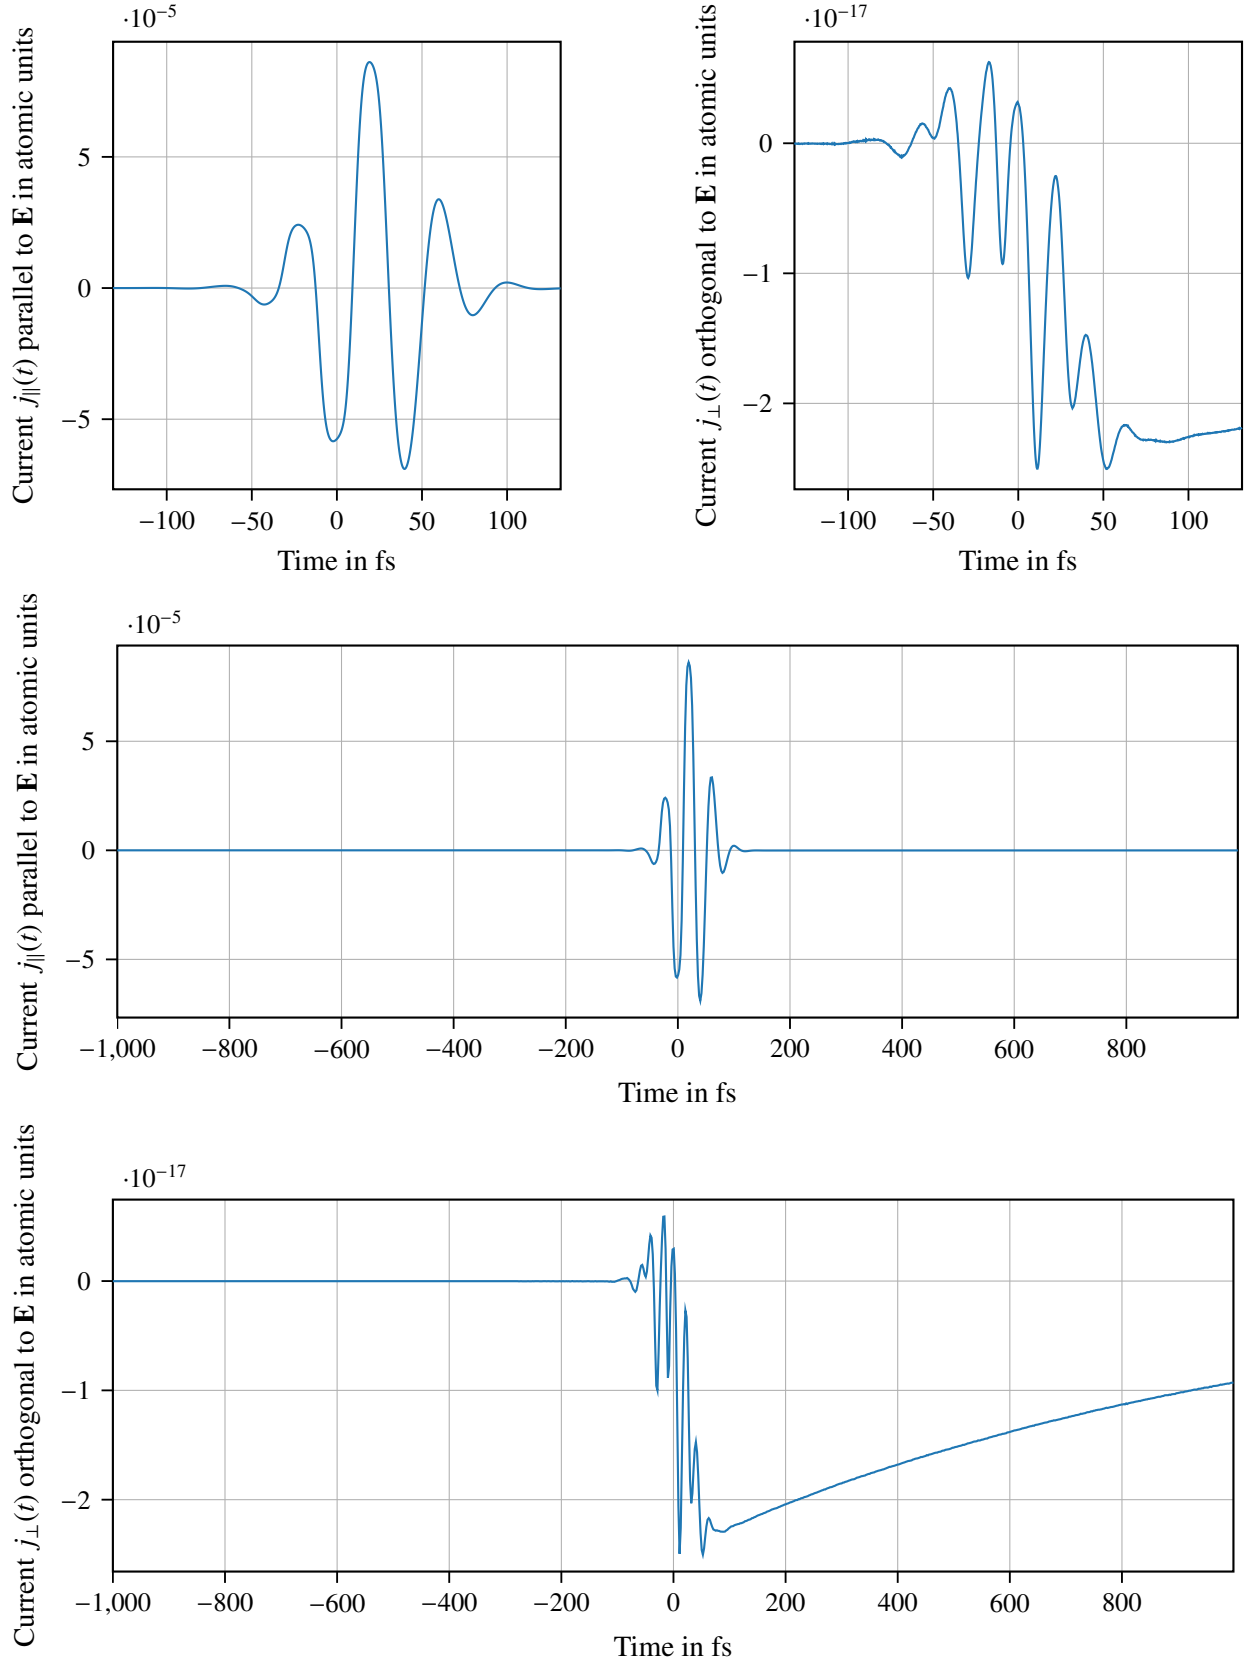 ·10−5
Current j∥(t) parallel to E in atomic units
5
0
−5
−100 −50 0 50 100
Time in fs
·10−17
Current j⊥(t) orthogonal to E in atomic units
0
−1
−2
−100 −50 0 50 100
Time in fs
·10−5
Current j∥(t) parallel to E in atomic units
5
0
−5
−1,000 −800 −600 −400 −200 0 200 400 600 800
Time in fs
·10−17
Current j⊥(t) orthogonal to E in atomic units
0
−1
−2
−1,000 −800 −600 −400 −200 0 200 400 600 800
Time in fs